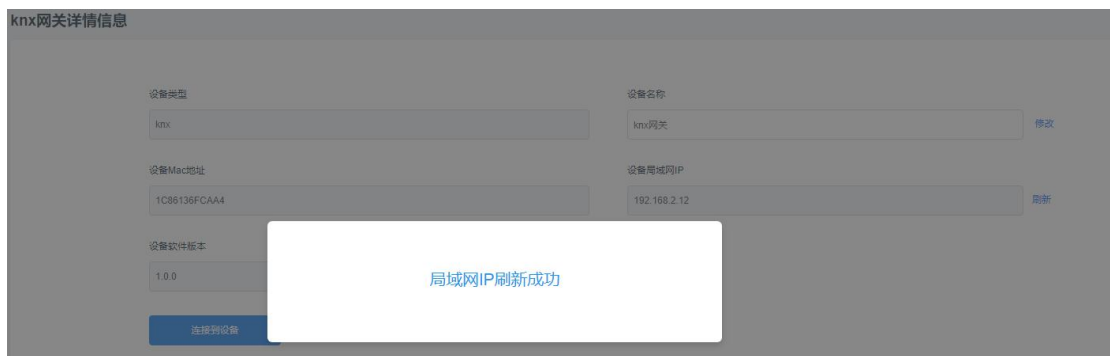 knx网关详情信息
设备类型
设备名称
knx
knx网关
修改
设备Mac地址
设备局域网IP
1C86136FCAA4
192.168.2.12
刷新
设备软件版本
1.0.0
局域网IP刷新成功
连接到设备